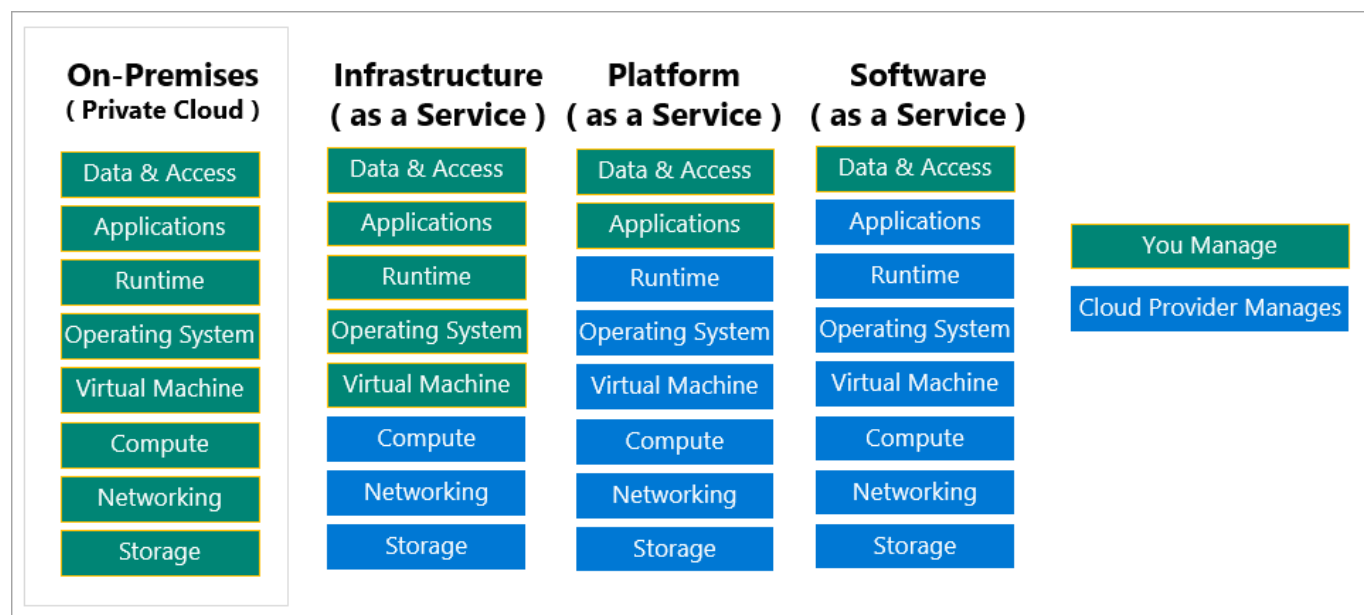 On-Premises
( Private Cloud )
Data & Access
Applications
Runtime
Operating System
Virtual Machine
Compute
Networking
Storage
Infrastructure
( as a Service )
Data & Access
Applications
Runtime
Operating System
Virtual Machine
Compute
Networking
Storage
Platform
( as a Service )
Data & Access
Applications
Runtime
Operating System
Virtual Machine
Compute
Networking
Storage
Software
( as a Service )
Data & Access
Applications
Runtime
Operating System
Virtual Machine
Compute
Networking
Storage
You Manage
Cloud Provider Manages